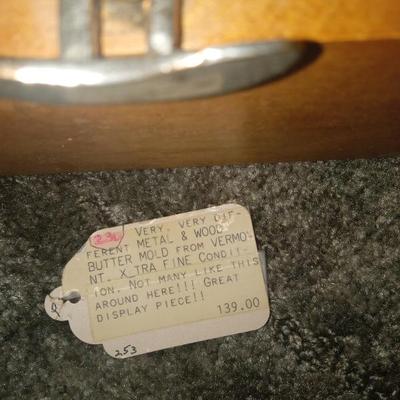 VERY, VERY DIF-
FERENT METAL & WOOD
BUTTER MOLD FROM VERMO
NT. X TRA FINE CONDIT-
ION. NOT MANY LIKE THIS
AROUND HERE!!! GREAT
DISPLAY PIECE!!
139.00
253